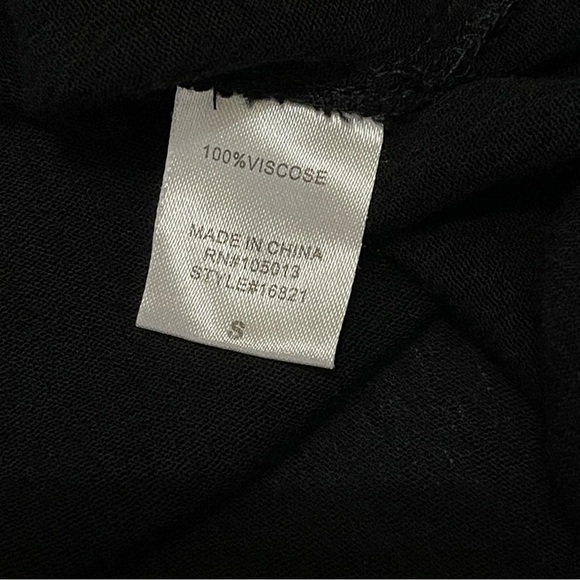 100%VISCOSE
MADE IN CHINA
RN#105013
STYLE#16821
S